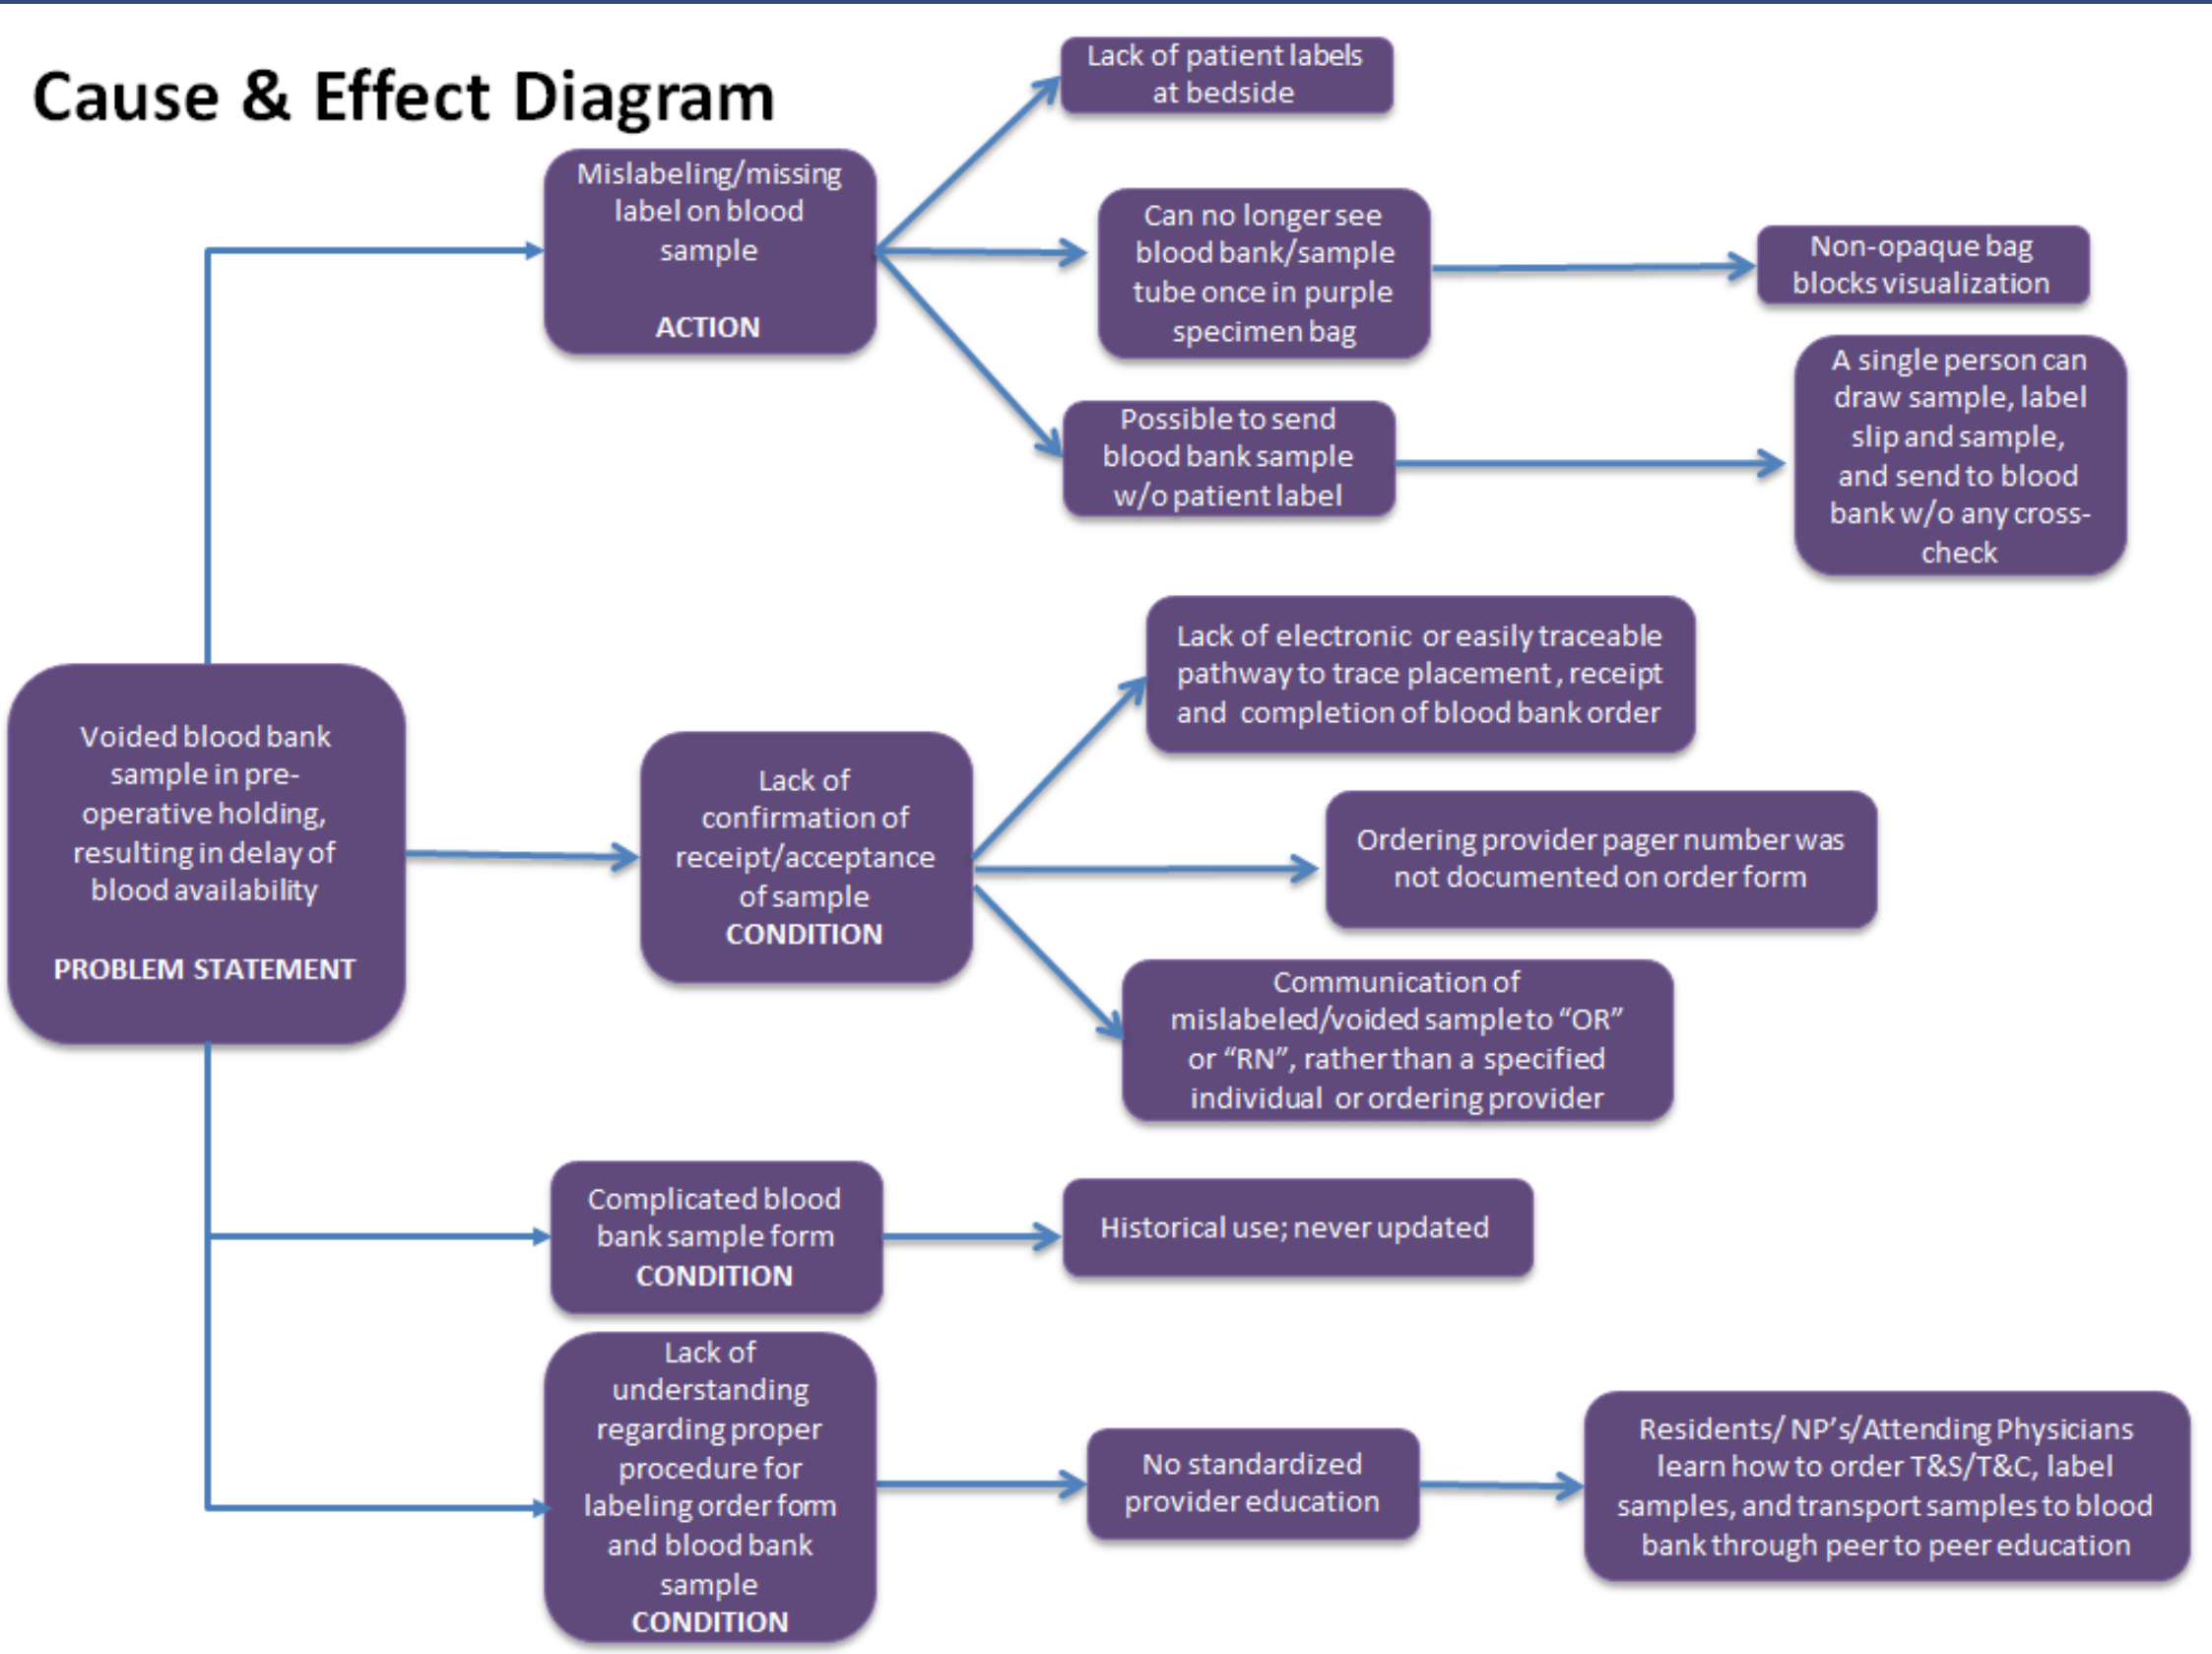 Cause & Effect Diagram
Lack of patient labels
at bedside
Mislabeling/missing
label on blood
sample
ACTION
Can no longer see
blood bank/sample
tube once in purple
specimen bag
Non-opaque bag
blocks visualization
Possible to send
blood bank sample
w/o patient label
A single person can
draw sample, label
slip and sample,
and send to blood
bank w/o any cross-
check
Voided blood bank
sample in pre-
operative holding,
resulting in delay of
blood availability
PROBLEM STATEMENT
Lack of
confirmation of
receipt/acceptance
of sample
CONDITION
Lack of electronic or easily traceable
pathway to trace placement , receipt
and completion of blood bank order
Ordering provider pager number was
not documented on order form
Communication of
mislabeled/voided sample to “OR”
or “RN”, rather than a specified
individual or ordering provider
Complicated blood
bank sample form
CONDITION
Historical use; never updated
Lack of
understanding
regarding proper
procedure for
labeling order form
and blood bank
sample
CONDITION
No standardized
provider education
Residents/ NP’s/Attending Physicians
learn how to order T&S/T&C, label
samples, and transport samples to blood
bank through peer to peer education